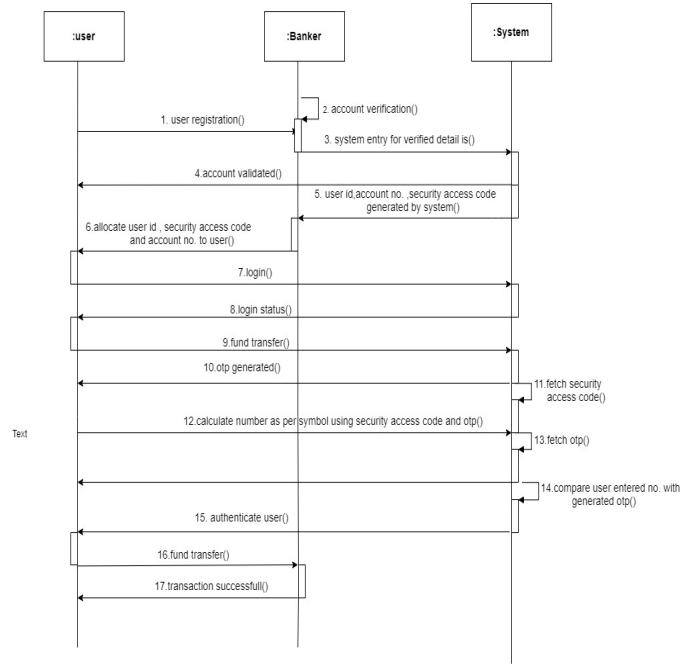 :user
:Banker
:System
2. account verification()
1. user registration()
3. system entry for verified detail is()
4.account validated()
5. user id,account no. ,security access code
generated by system()
6.allocate user id , security access code
and account no. to user()
7.login()
8.login status()
9.fund transfer()
10.otp generated()
11.fetch security
access code()
12.calculate number as per symbol using security access code and otp()
Text
13.fetch otp()
14.compare user entered no. with
generated otp()
15. authenticate user()
16.fund transfer()
17.transaction successfull()